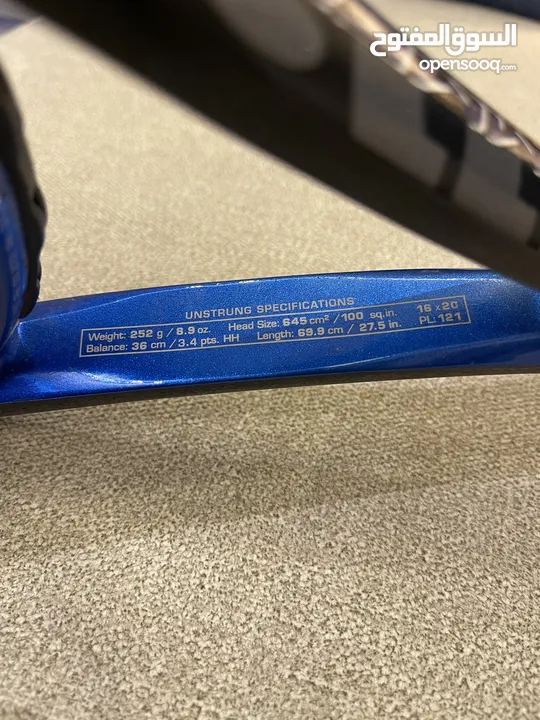 السوق المفتوح
opensooq.com
UNSTRUNG SPECIFICATIONS
Weight: 252 g / 8.9 oz. Head Size: 645 cm² /100 sq.in. 16 x 20
Balance: 36 cm /3.4 pts. HH Length: 69.9 cm / 27.5 in. PL: 121